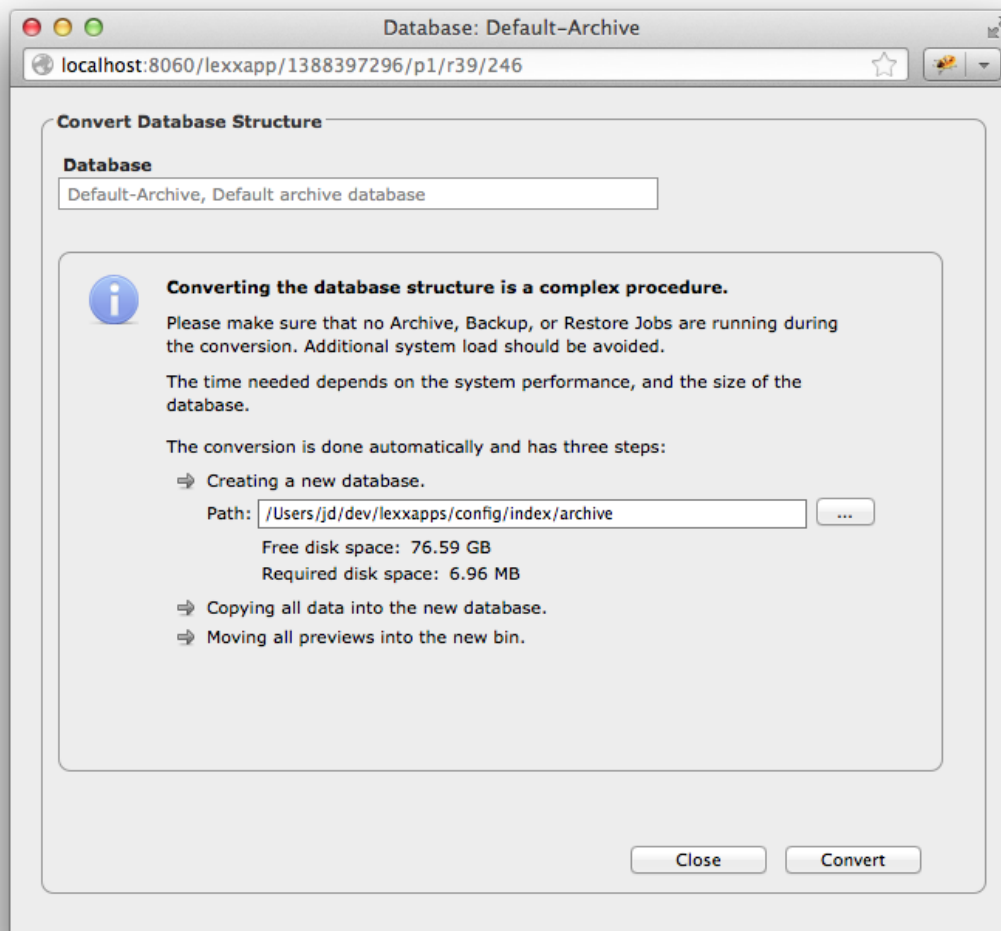 Database: Default-Archive
localhost:8060/lexxapp/1388397296/p1/r39/246
Convert Database Structure
Database
Default-Archive, Default archive database
Converting the database structure is a complex procedure.
Please make sure that no Archive, Backup, or Restore Jobs are running during
the conversion. Additional system load should be avoided.
The time needed depends on the system performance, and the size of the
database.
The conversion is done automatically and has three steps:
Creating a new database.
Path: /Users/jd/dev/lexxapps/config/index/archive ...
Free disk space: 76.59 GB
Required disk space: 6.96 MB
Copying all data into the new database.
Moving all previews into the new bin.
Close Convert